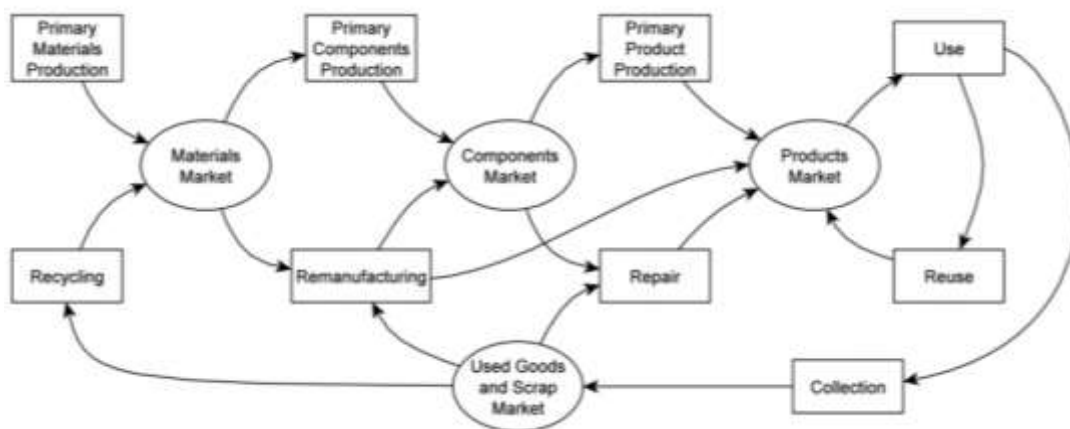 Primary
Materials
Production
Primary
Components
Production
Primary
Product
Production
Use
Materials
Market
Components
Market
Products
Market
Recycling
Remanufacturing
Repair
Reuse
Used Goods
and Scrap
Market
Collection